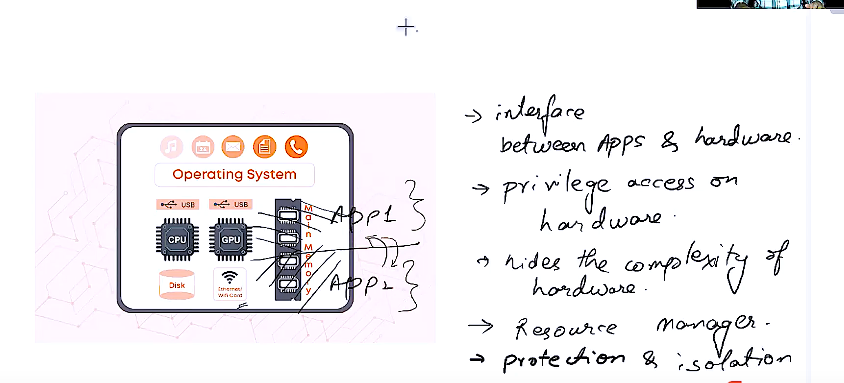 → interface
between Apps & hardware.
→ privilege access on
hardware.
→ hides the complexity of
hardware.
→ Resource manager.
→ protection & isolation
Operating System
USB
USB
CPU
GPU
Main Memory
APP1
APP2
Disk
Ethernet/
Wifi Card